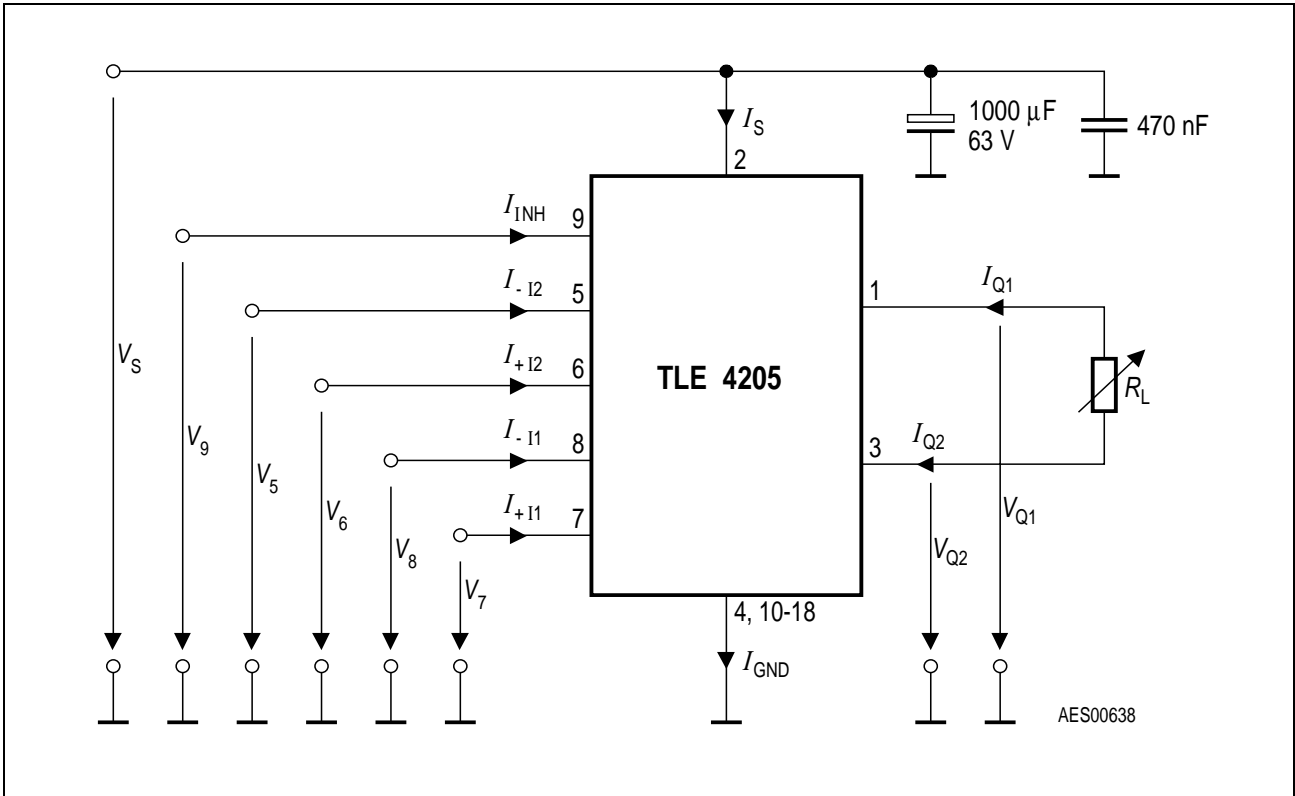 I_S
2
1000 µF
63 V
470 nF
I_INH
9
I_-I2
5
I_+I2
6
I_-I1
8
I_+I1
7
TLE 4205
1
I_Q1
3
I_Q2
R_L
V_S
V_9
V_5
V_6
V_8
V_7
V_Q2
V_Q1
4, 10-18
I_GND
AES00638